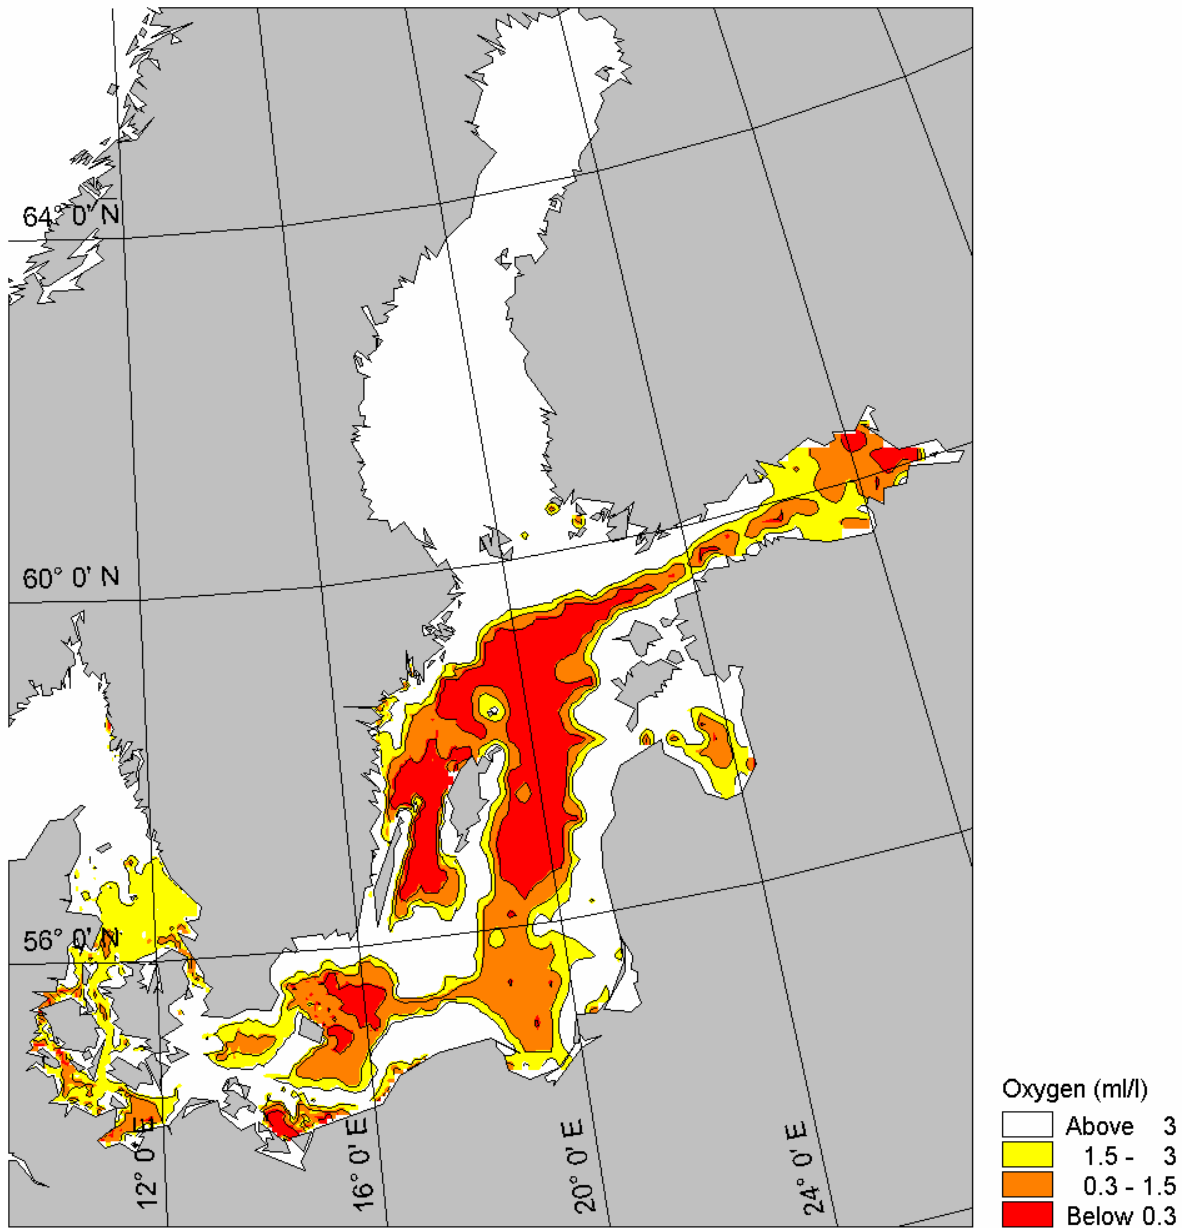 64° 0' N
60° 0' N
56° 0' N
12° 0' E
16° 0' E
20° 0' E
24° 0' E
Oxygen (ml/l)
Above 3
1.5 - 3
0.3 - 1.5
Below 0.3